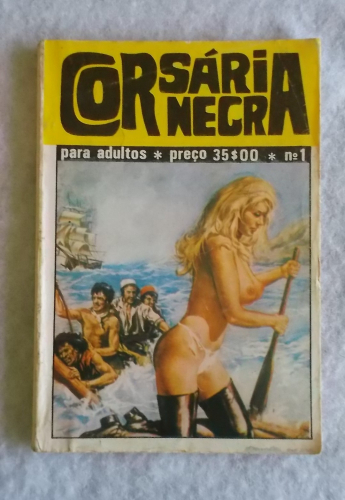 CORSÁRIA
NEGRA
para adultos * preço 35$00 * nº1